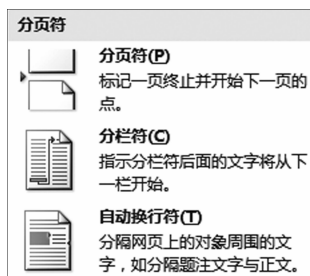 分页符
分页符(P)
标记一页终止并开始下一页的
点。
分栏符(C)
指示分栏符后面的文字将从下
一栏开始。
自动换行符(T)
分隔网页上的对象周围的文
字，如分隔题注文字与正文。